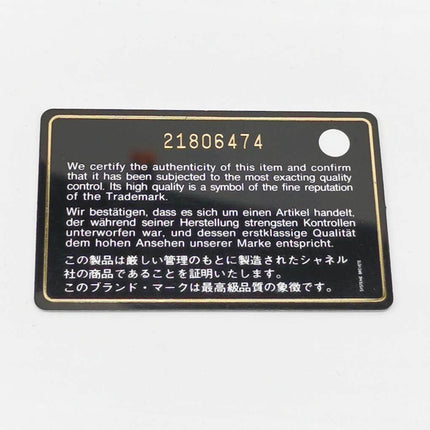 21806474
We certify the authenticity of this item and confirm
that it has been subjected to the most exacting quality
control. Its high quality is a symbol of the fine reputation
of the Trademark.
Wir bestätigen, dass es sich um einen Artikel handelt,
der während seiner Herstellung strengsten Kontrollen
unterworfen war, und dessen erstklassige Qualität
dem hohen Ansehen unserer Marke entspricht.
この製品は厳しい管理のもとに製造されたシャネル
社の商品であることを証明いたします。
このブランド・マークは最高級品質の象徴です。